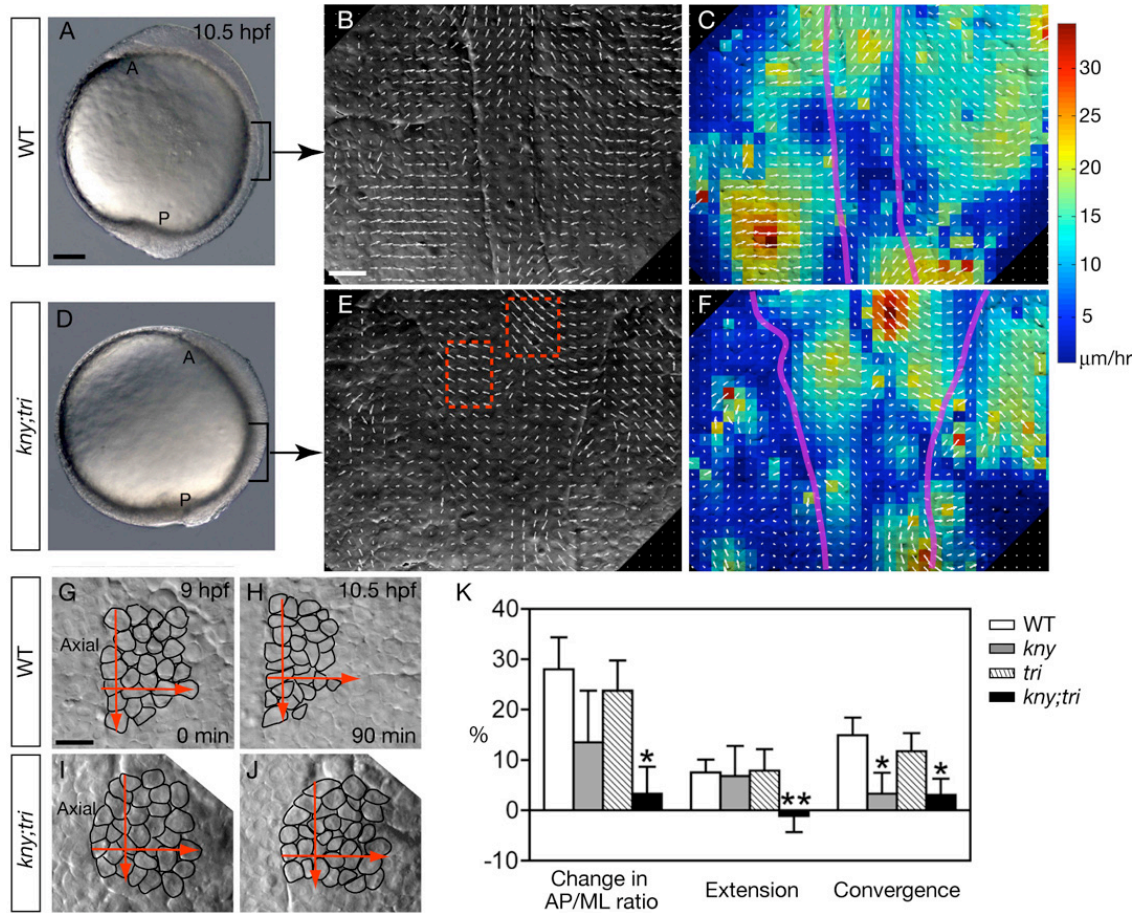 WT
A
10.5 hpf
A
P
B
C
30
25
20
15
10
5
µm/hr
kny;tri
D
A
P
E
F
WT
G
9 hpf
Axial
0 min
H
10.5 hpf
90 min
kny;tri
I
Axial
J
K
40
30
20
10
0
-10
%
*
**
*
*
WT
kny
tri
kny;tri
Change in
AP/ML ratio
Extension
Convergence